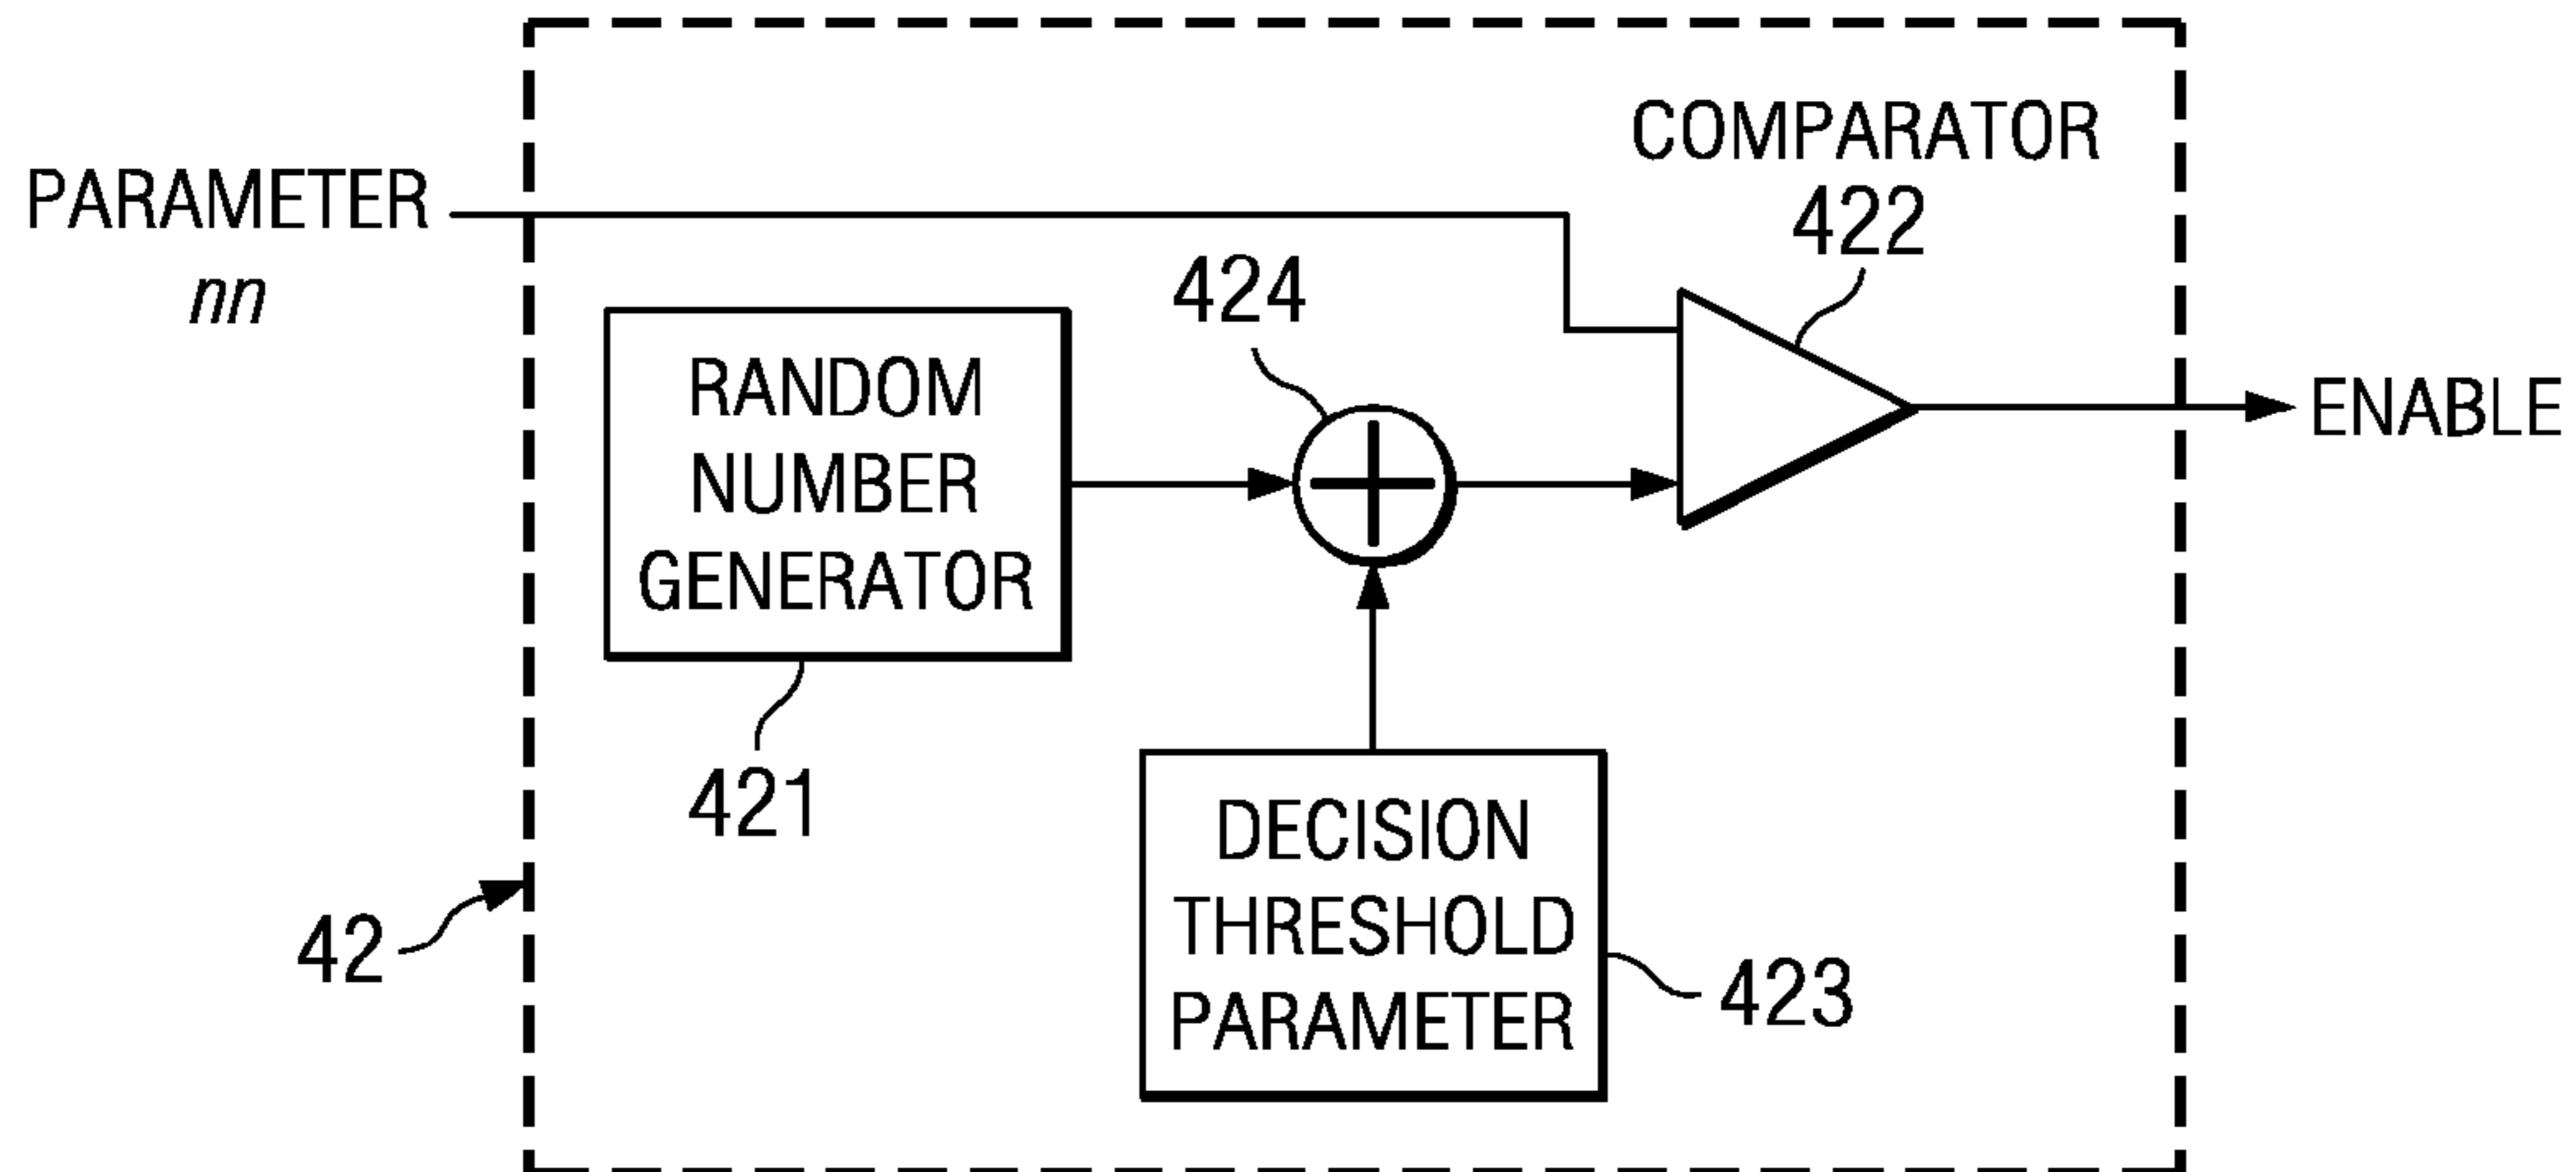 COMPARATOR
422
PARAMETER
nn
424
RANDOM
NUMBER
GENERATOR
ENABLE
421
DECISION
THRESHOLD
PARAMETER
423
42